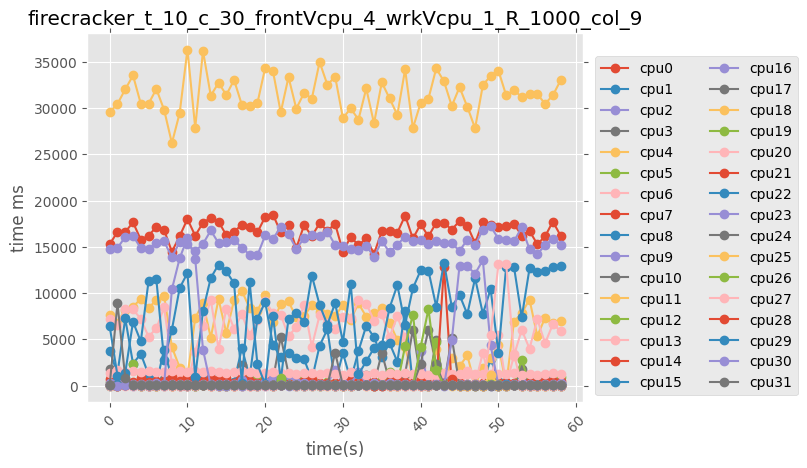 firecracker_t_10_c_30_frontVcpu_4_wrkVcpu_1_R_1000_col_9
time ms
35000
30000
25000
20000
15000
10000
5000
0
0
10
20
30
40
50
60
time(s)
cpu0
cpu1
cpu2
cpu3
cpu4
cpu5
cpu6
cpu7
cpu8
cpu9
cpu10
cpu11
cpu12
cpu13
cpu14
cpu15
cpu16
cpu17
cpu18
cpu19
cpu20
cpu21
cpu22
cpu23
cpu24
cpu25
cpu26
cpu27
cpu28
cpu29
cpu30
cpu31